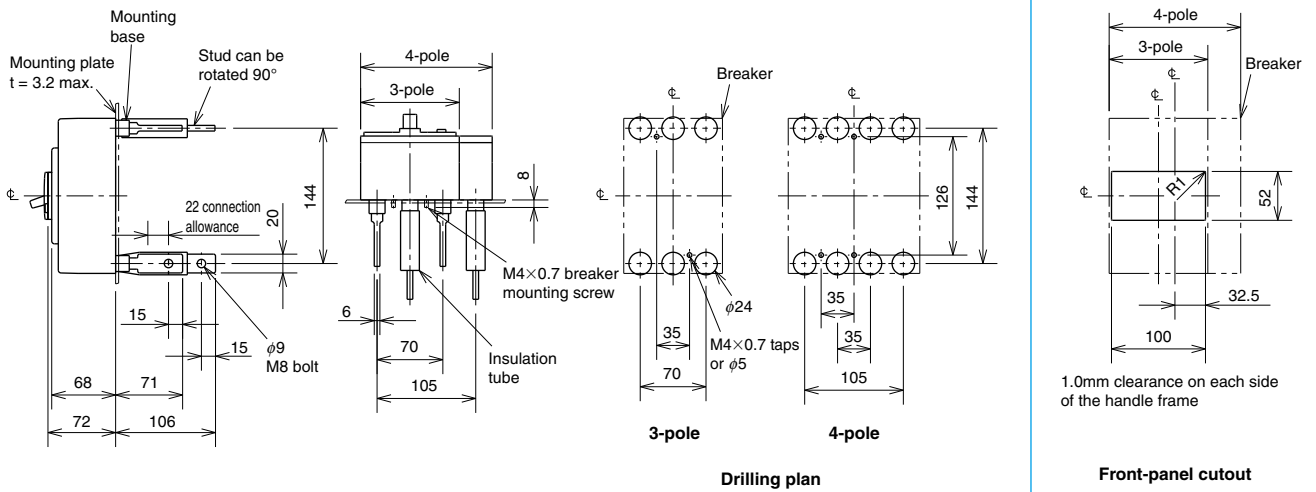 Mounting
base
Mounting plate
t = 3.2 max.
Stud can be
rotated 90°
℄
144
22 connection
allowance
20
15
15
φ9
M8 bolt
68
71
72
106
4-pole
3-pole
8
M4×0.7 breaker
mounting screw
6
70
105
Insulation
tube
Breaker
℄
℄
φ24
35
M4×0.7 taps
or φ5
70
3-pole
℄
126
144
35
35
105
4-pole
Drilling plan
4-pole
3-pole
Breaker
℄
℄
℄
R1
52
32.5
100
1.0mm clearance on each side
of the handle frame
Front-panel cutout